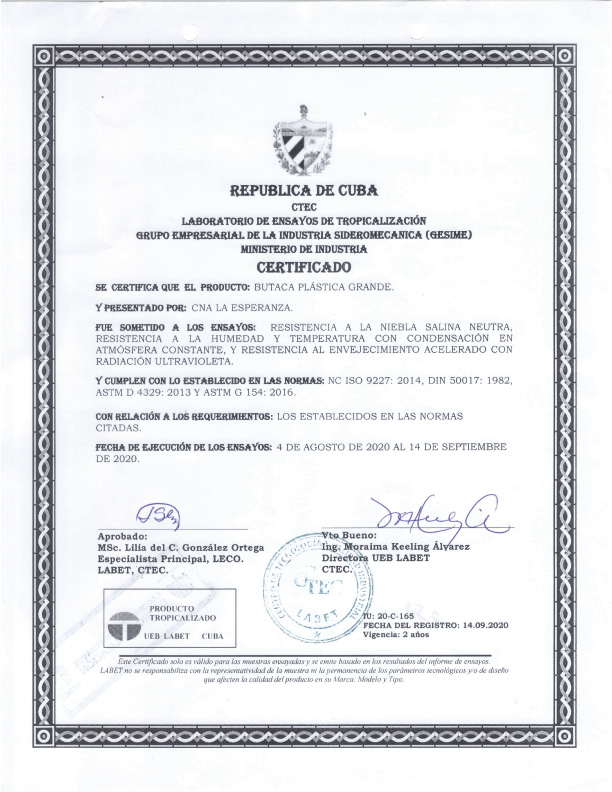 REPUBLICA DE CUBA
CTEC
LABORATORIO DE ENSAYOS DE TROPICALIZACIÓN
GRUPO EMPRESARIAL DE LA INDUSTRIA SIDEROMECANICA (GESIME)
MINISTERIO DE INDUSTRIA
CERTIFICADO
SE CERTIFICA QUE EL PRODUCTO: BUTACA PLÁSTICA GRANDE.
Y PRESENTADO POR: CNA LA ESPERANZA.
FUE SOMETIDO A LOS ENSAYOS: RESISTENCIA A LA NIEBLA SALINA NEUTRA,
RESISTENCIA A LA HUMEDAD Y TEMPERATURA CON CONDENSACIÓN EN
ATMÓSFERA CONSTANTE, Y RESISTENCIA AL ENVEJECIMIENTO ACELERADO CON
RADIACIÓN ULTRAVIOLETA.
Y CUMPLEN CON LO ESTABLECIDO EN LAS NORMAS: NC ISO 9227: 2014, DIN 50017: 1982,
ASTM D 4329: 2013 Y ASTM G 154: 2016.
CON RELACIÓN A LOS REQUERIMIENTOS: LOS ESTABLECIDOS EN LAS NORMAS
CITADAS.
FECHA DE EJECUCIÓN DE LOS ENSAYOS: 4 DE AGOSTO DE 2020 AL 14 DE SEPTIEMBRE
DE 2020.
Aprobado:
MSc. Lilia del C. González Ortega
Especialista Principal, LECO.
LABET, CTEC.
Vto Bueno:
Ing. Moraima Keeling Álvarez
Directora UEB LABET
CTEC.
CTEC
LABET
PRODUCTO
TROPICALIZADO
UEB LABET CUBA
IU: 20-C-165
FECHA DEL REGISTRO: 14.09.2020
Vigencia: 2 años
Este Certificado solo es válido para las muestras ensayadas y se emite basado en los resultados del informe de ensayos.
LABET no se responsabiliza con la representatividad de la muestra ni la permanencia de los parámetros tecnológicos y/o de diseño
que afecten la calidad del producto en su Marca. Modelo y Tipo.